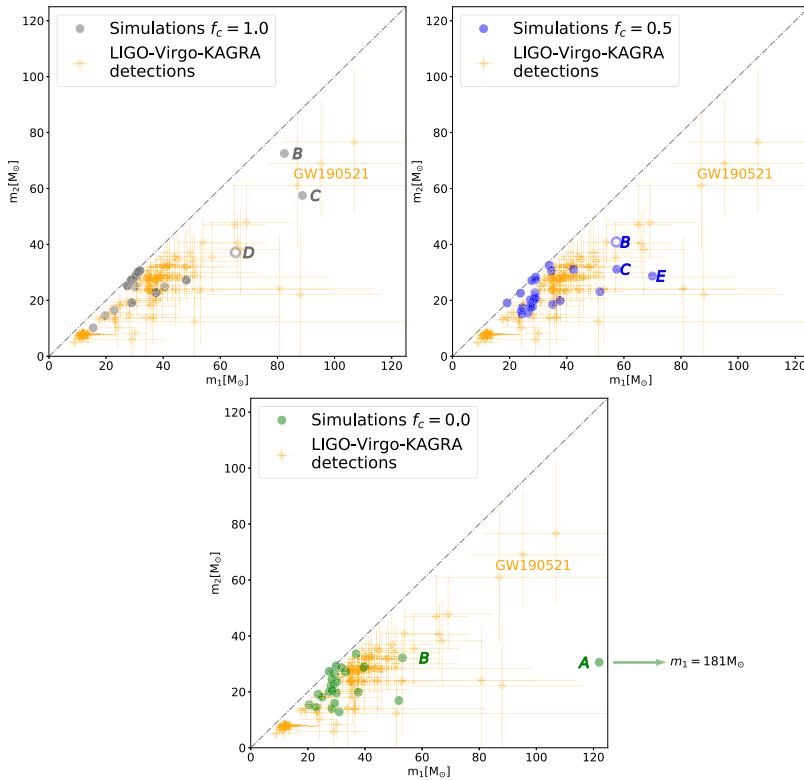 Simulations f_c = 1.0
LIGO-Virgo-KAGRA
detections
B
GW190521
C
D
m₂[M⊙]
0
20
40
60
80
100
120
0 20 40 60 80 100 120
m₁[M⊙]
Simulations f_c = 0.5
LIGO-Virgo-KAGRA
detections
GW190521
B
C
E
m₂[M⊙]
0
20
40
60
80
100
120
0 20 40 60 80 100 120
m₁[M⊙]
Simulations f_c = 0.0
LIGO-Virgo-KAGRA
detections
GW190521
B
A
m₁ = 181M⊙
m₂[M⊙]
0
20
40
60
80
100
120
0 20 40 60 80 100 120
m₁[M⊙]